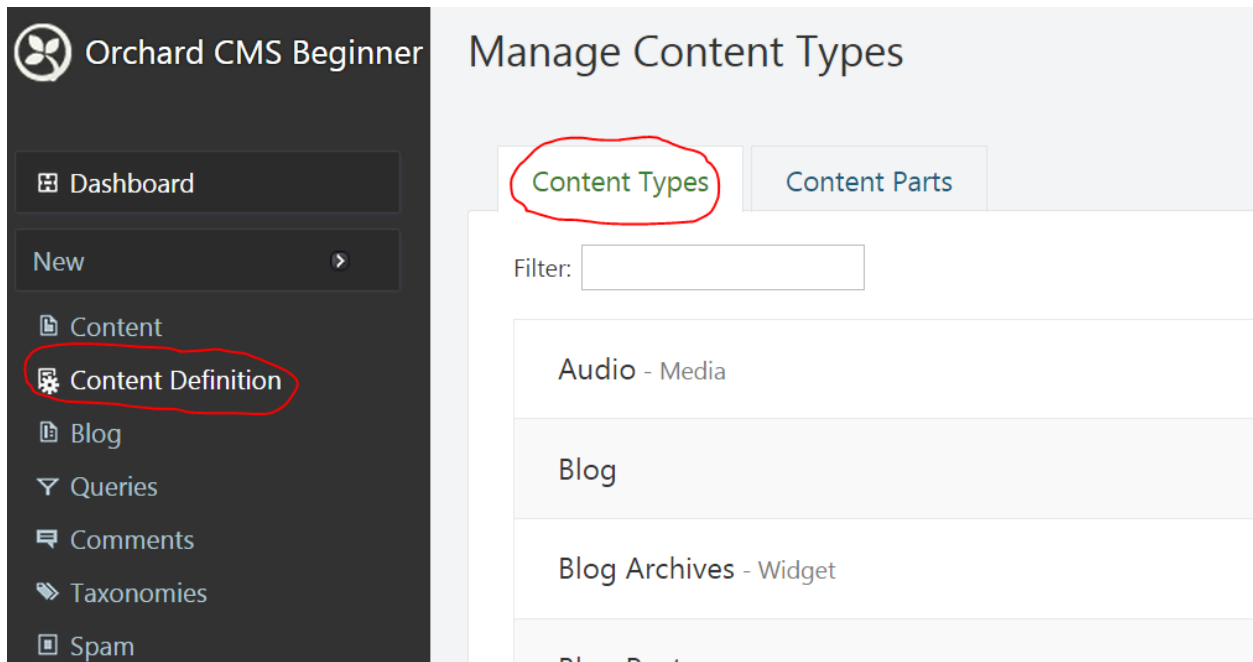 Orchard CMS Beginner
Dashboard
New
Content
Content Definition
Blog
Queries
Comments
Taxonomies
Spam
Manage Content Types
Content Types
Content Parts
Filter:
Audio - Media
Blog
Blog Archives - Widget